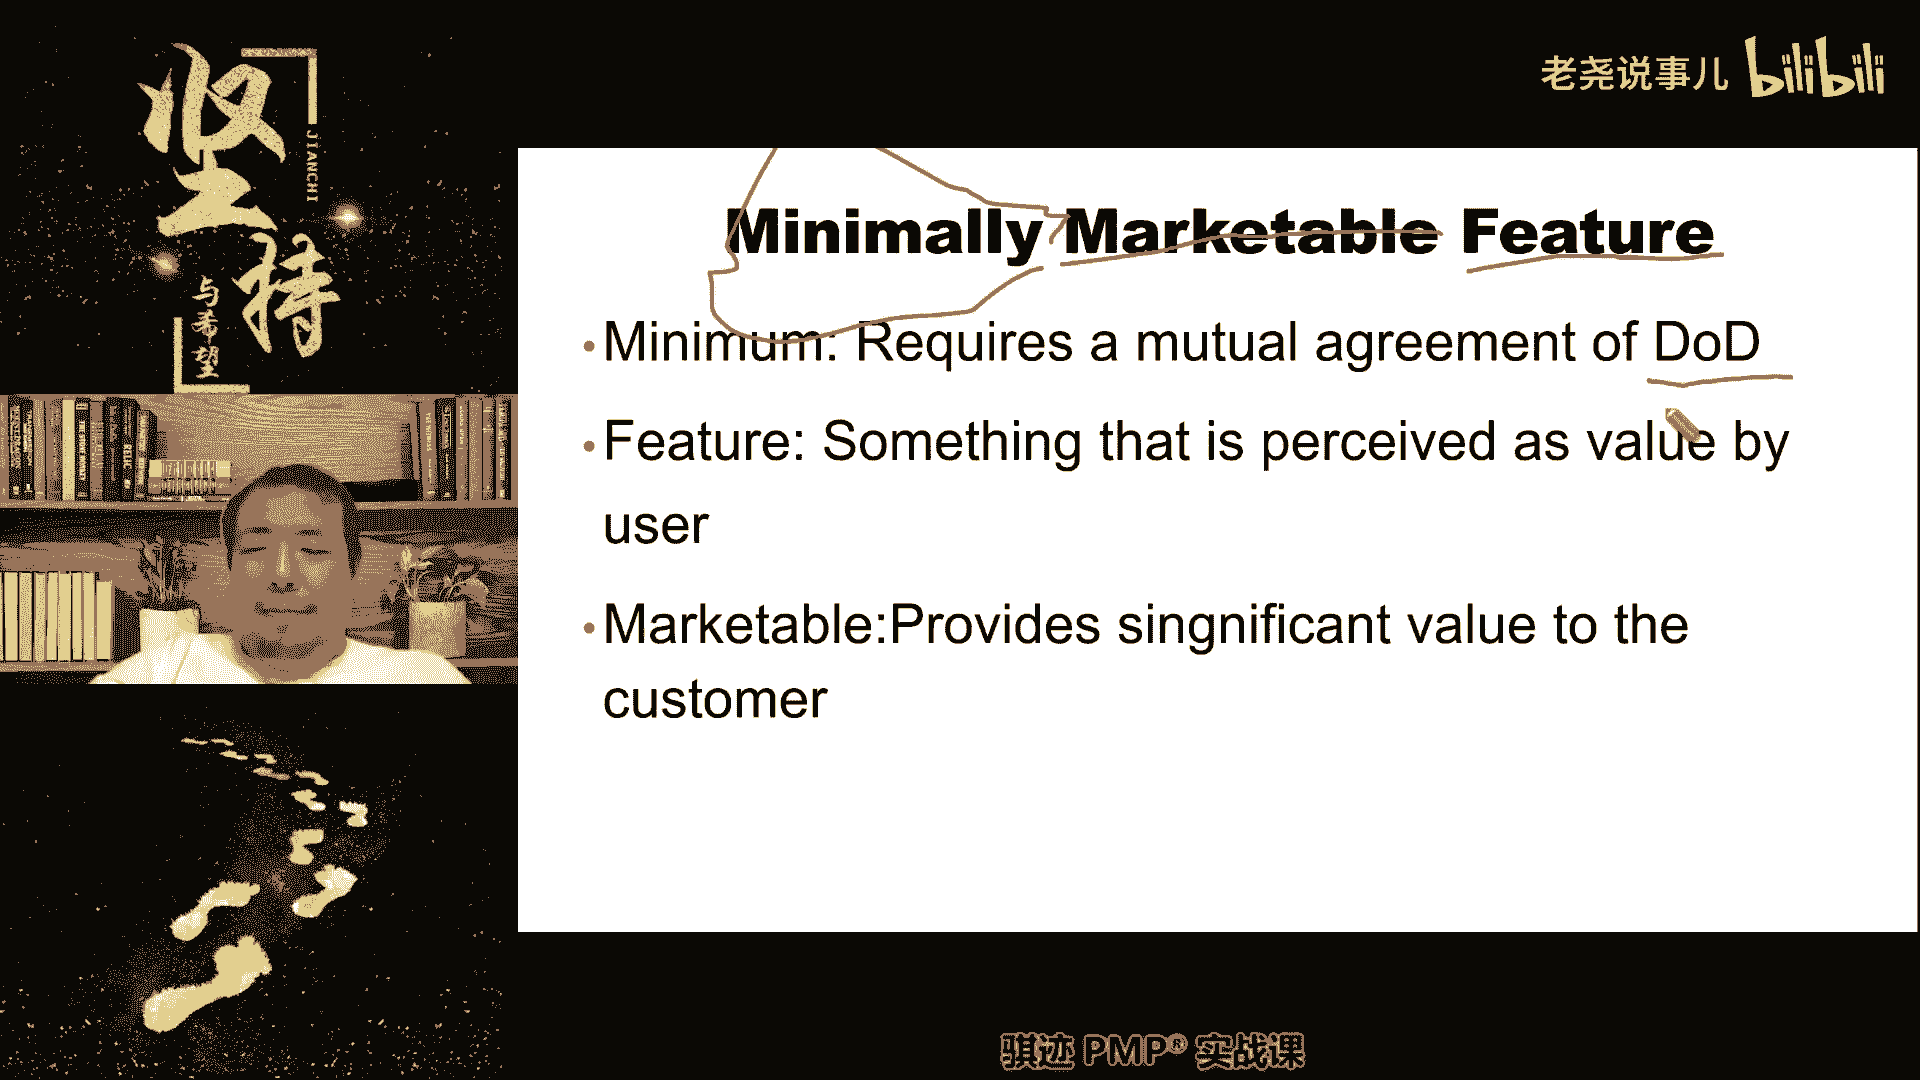 坚持
JIANCHI
与希望
老尧说事儿 bilibili
Minimally Marketable Feature
•Minimum: Requires a mutual agreement of DoD
•Feature: Something that is perceived as value by
user
•Marketable:Provides singnificant value to the
customer
骐迹 PMP® 实战课